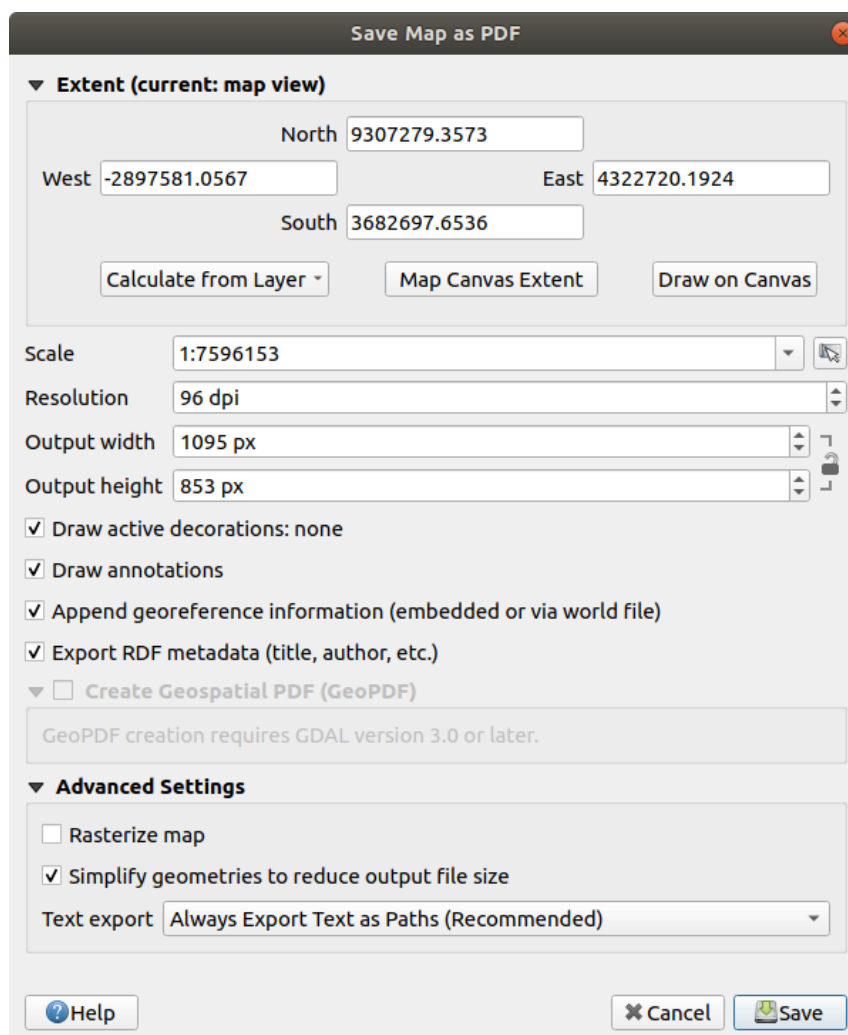 Save Map as PDF
Extent (current: map view)
North 9307279.3573
West -2897581.0567 East 4322720.1924
South 3682697.6536
Calculate from Layer Map Canvas Extent Draw on Canvas
Scale 1:7596153
Resolution 96 dpi
Output width 1095 px
Output height 853 px
Draw active decorations: none
Draw annotations
Append georeference information (embedded or via world file)
Export RDF metadata (title, author, etc.)
Create Geospatial PDF (GeoPDF)
GeoPDF creation requires GDAL version 3.0 or later.
Advanced Settings
Rasterize map
Simplify geometries to reduce output file size
Text export Always Export Text as Paths (Recommended)
Help Cancel Save